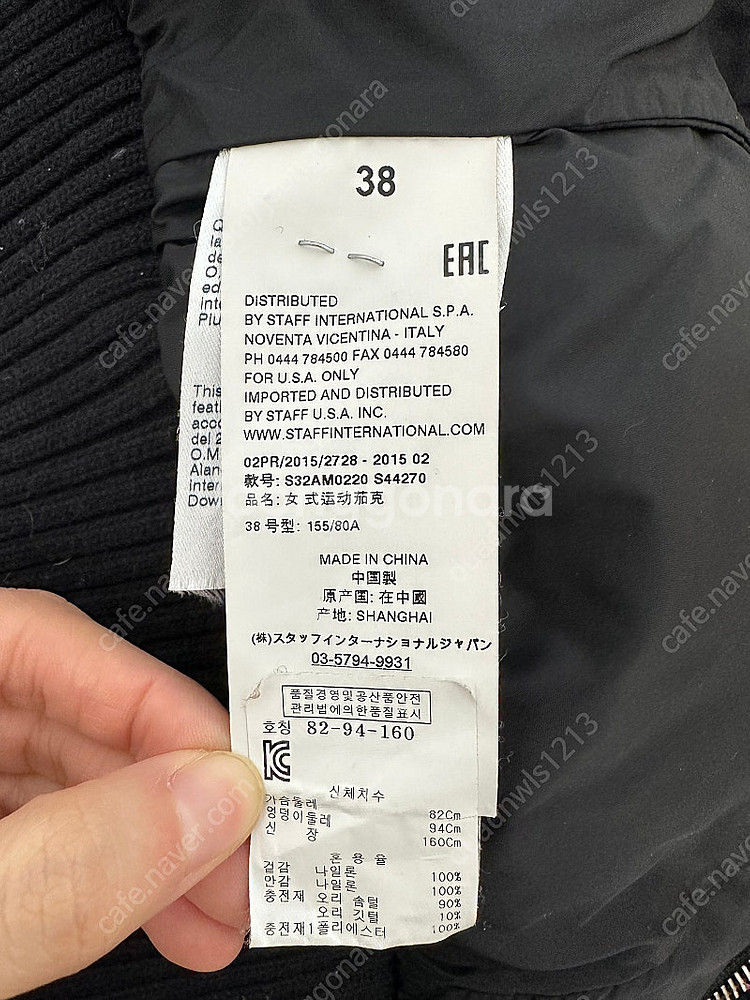 38
EAC
DISTRIBUTED
BY STAFF INTERNATIONAL S.P.A.
NOVENTA VICENTINA - ITALY
PH 0444 784500 FAX 0444 784580
FOR U.S.A. ONLY
IMPORTED AND DISTRIBUTED
BY STAFF U.S.A. INC.
WWW.STAFFINTERNATIONAL.COM
02PR/2015/2728 - 2015 02
款号: S32AM0220 S44270
品名: 女 式运动茄克
38 号型: 155/80A
MADE IN CHINA
中国製
原产国: 在中國
产地: SHANGHAI
(株)スタッフインターナショナルジャパン
03-5794-9931
품질경영및공산품안전
관리법에의한품질표시
호칭 82-94-160
신체치수
가슴둘레 82Cm
엉덩이둘레 94Cm
신 장 160Cm
혼 용 율
겉감 나일론 100%
안감 나일론 100%
충전재 오리 솜털 90%
오리 깃털 10%
충전재1폴리에스터 100%
This
feat
acco
del 2
O.M
Alan
Inter
Dow